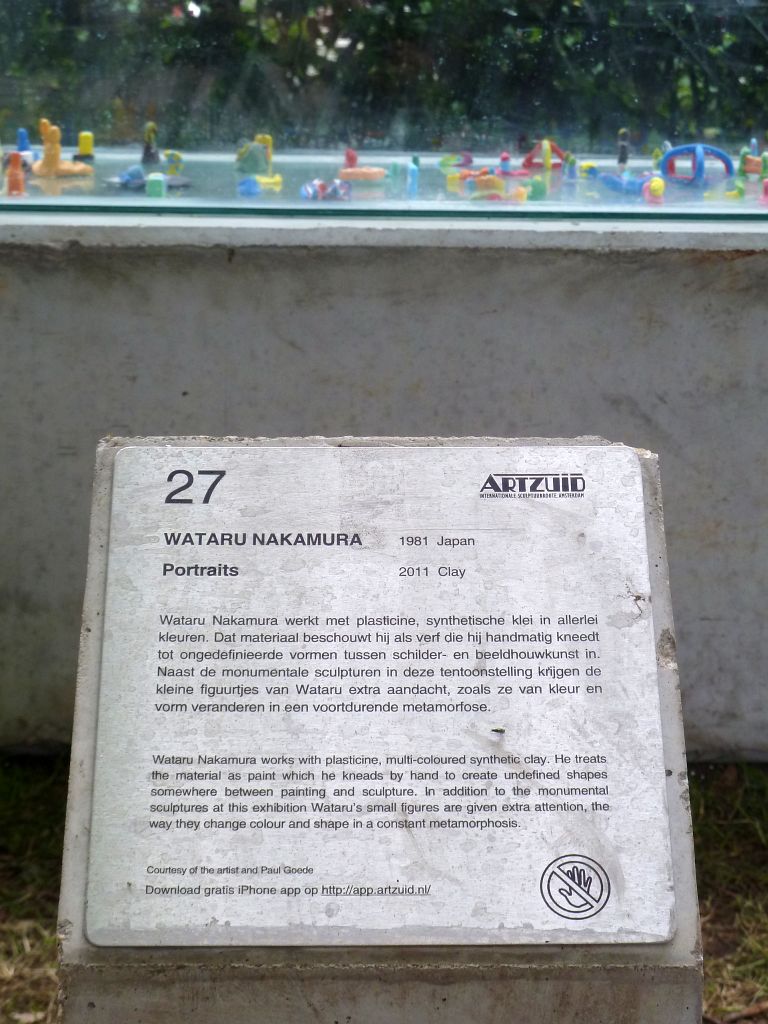 27
ARTZUID
INTERNATIONALE SCULPTUURROUTE AMSTERDAM
WATARU NAKAMURA 1981 Japan
Portraits 2011 Clay
Wataru Nakamura werkt met plasticine, synthetische klei in allerlei
kleuren. Dat materiaal beschouwt hij als verf die hij handmatig kneedt
tot ongedefinieerde vormen tussen schilder- en beeldhouwkunst in.
Naast de monumentale sculpturen in deze tentoonstelling krijgen de
kleine figuurtjes van Wataru extra aandacht, zoals ze van kleur en
vorm veranderen in een voortdurende metamorfose.
Wataru Nakamura works with plasticine, multi-coloured synthetic clay. He treats
the material as paint which he kneads by hand to create undefined shapes
somewhere between painting and sculpture. In addition to the monumental
sculptures at this exhibition Wataru's small figures are given extra attention, the
way they change colour and shape in a constant metamorphosis.
Courtesy of the artist and Paul Goede
Download gratis iPhone app op http://app.artzuid.nl/